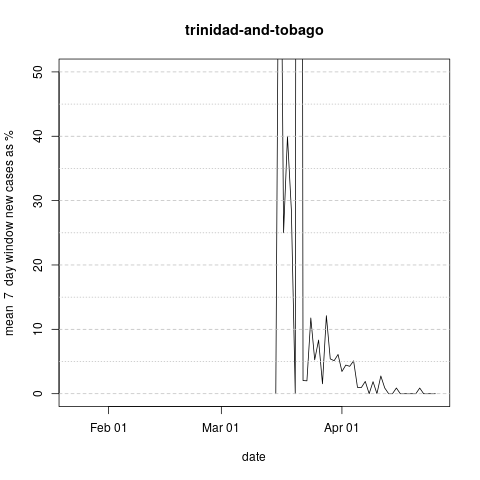 trinidad-and-tobago
mean 7 day window new cases as %
50
40
30
20
10
0
Feb 01
Mar 01
Apr 01
date